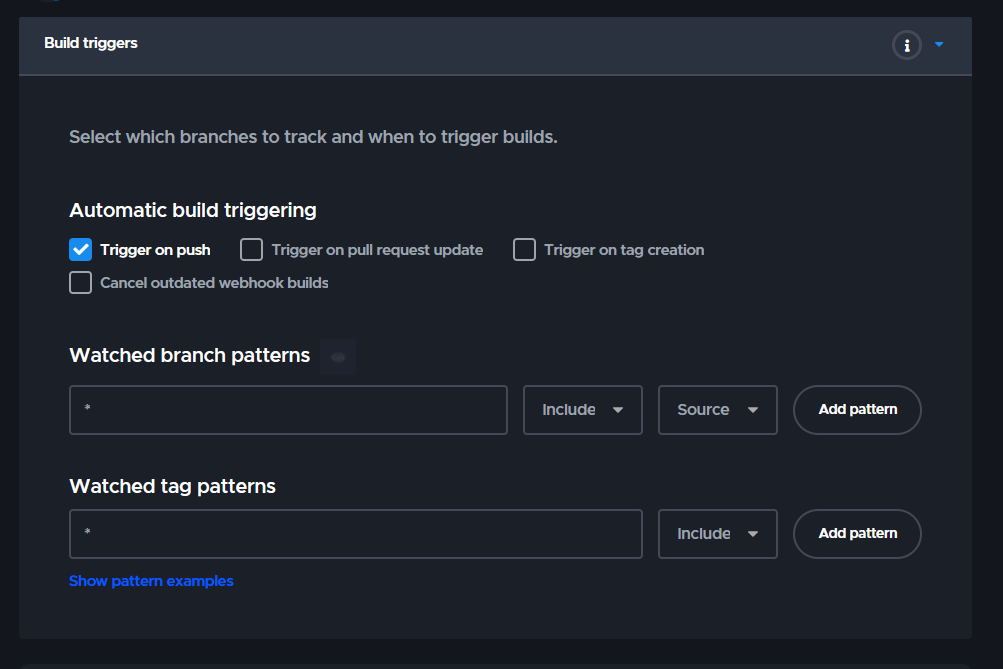 Build triggers
Select which branches to track and when to trigger builds.
Automatic build triggering
Trigger on push Trigger on pull request update Trigger on tag creation
Cancel outdated webhook builds
Watched branch patterns
* Include Source Add pattern
Watched tag patterns
* Include Add pattern
Show pattern examples